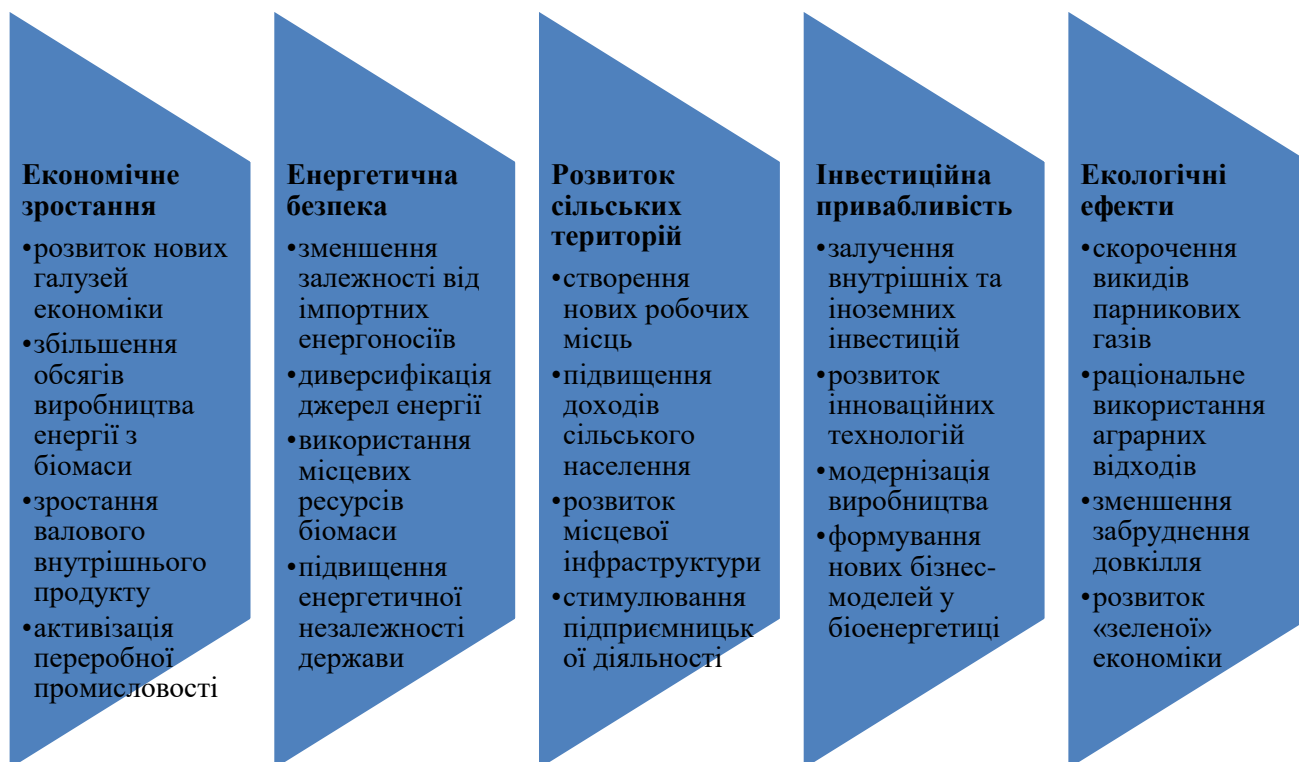 Економічне
зростання
•розвиток нових
галузей
економіки
•збільшення
обсягів
виробництва
енергії з
біомаси
•зростання
валового
внутрішнього
продукту
•активізація
переробної
промисловості
Енергетична
безпека
•зменшення
залежності від
імпортних
енергоносіїв
•диверсифікація
джерел енергії
•використання
місцевих
ресурсів
біомаси
•підвищення
енергетичної
незалежності
держави
Розвиток
сільських
територій
•створення
нових робочих
місць
•підвищення
доходів
сільського
населення
•розвиток
місцевої
інфраструктури
•стимулювання
підприємницьк
ої діяльності
Інвестиційна
привабливість
•залучення
внутрішніх та
іноземних
інвестицій
•розвиток
інноваційних
технологій
•модернізація
виробництва
•формування
нових бізнес-
моделей у
біоенергетиці
Екологічні
ефекти
•скорочення
викидів
парникових
газів
•раціональне
використання
аграрних
відходів
•зменшення
забруднення
довкілля
•розвиток
«зеленої»
економіки